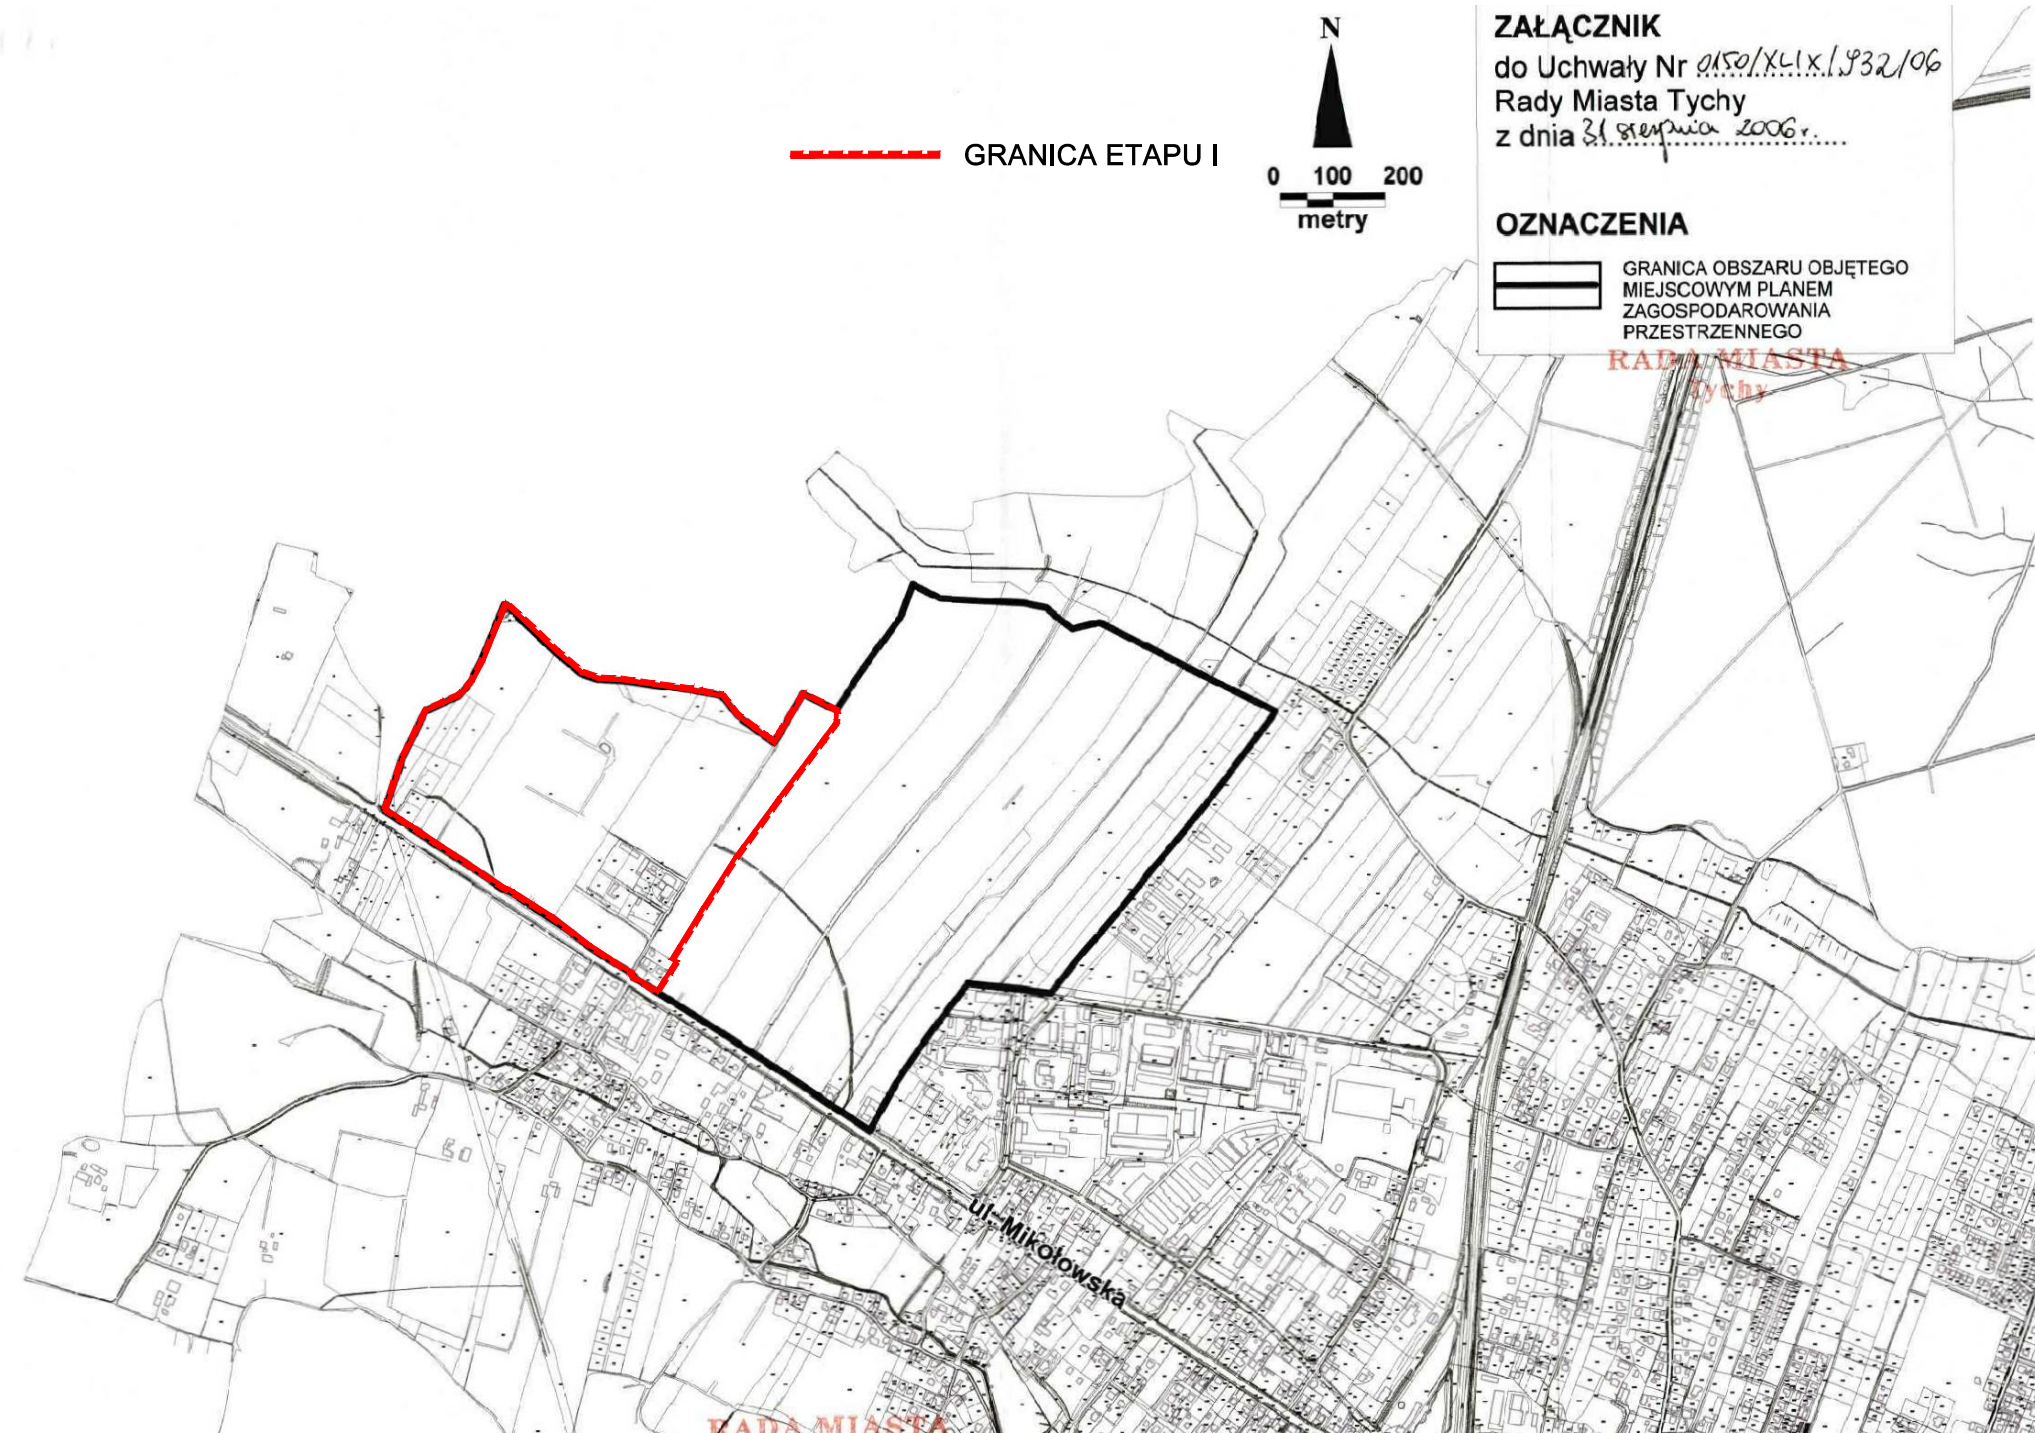 ZAŁĄCZNIK
do Uchwały Nr 0150/XLIX/932/06
Rady Miasta Tychy
z dnia 31 sierpnia 2006r.
N
GRANICA ETAPU I
0 100 200
metry
OZNACZENIA
GRANICA OBSZARU OBJĘTEGO
MIEJSCOWYM PLANEM
ZAGOSPODAROWANIA
PRZESTRZENNEGO
RADA MIASTA
Tychy
ul. Mikołowska
RADA MIASTA